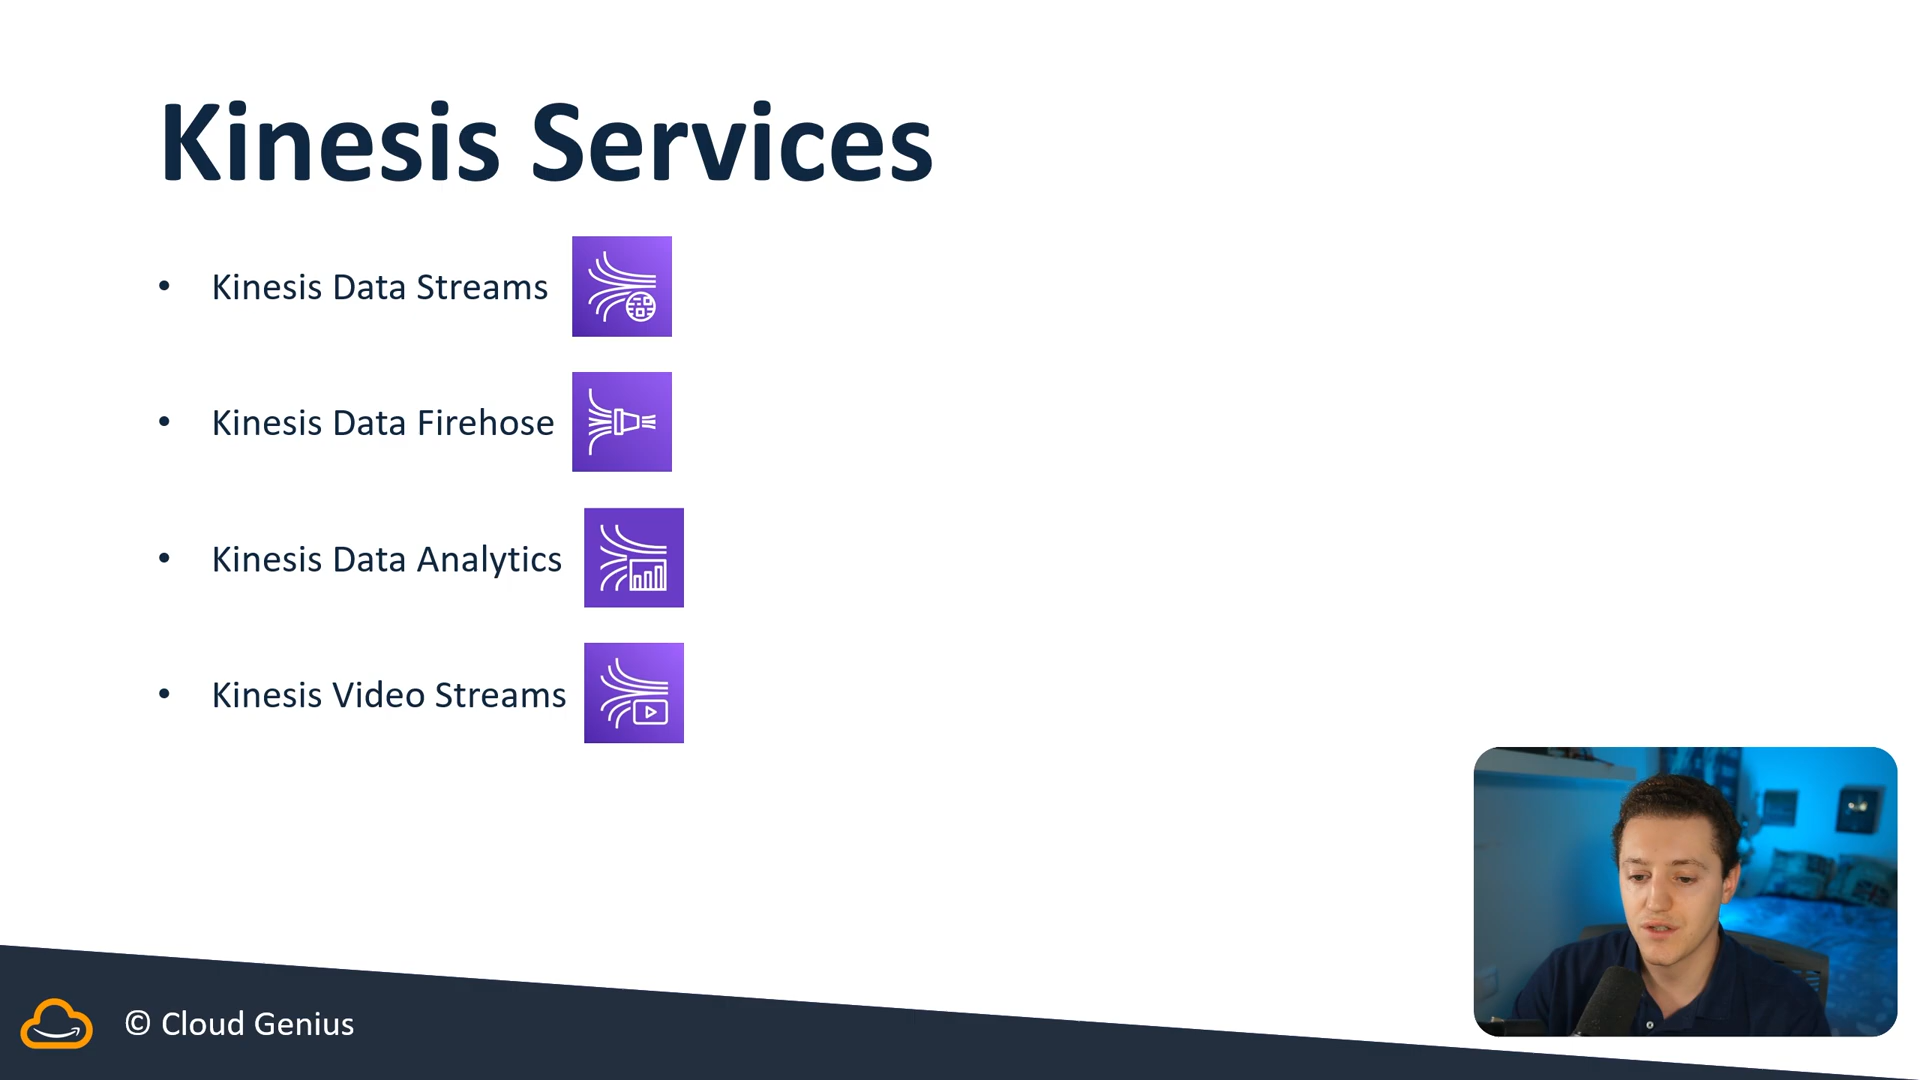 Kinesis Services
• Kinesis Data Streams
• Kinesis Data Firehose
• Kinesis Data Analytics
• Kinesis Video Streams
© Cloud Genius